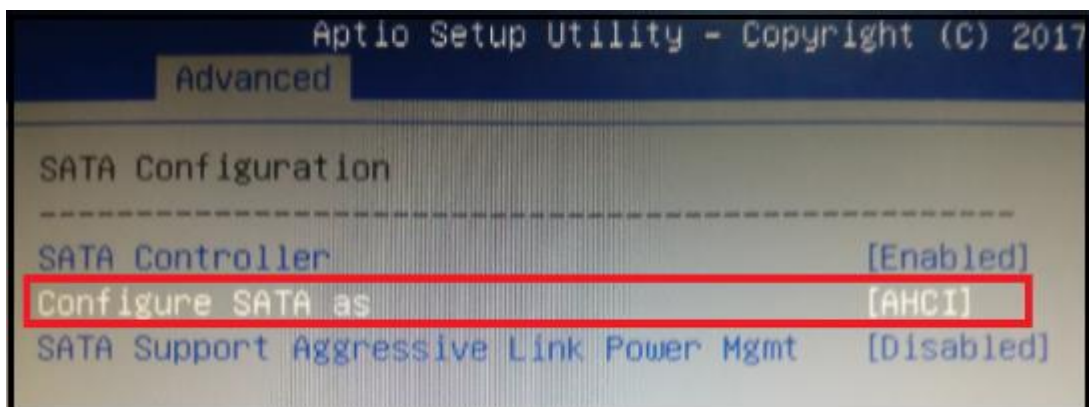 Aptio Setup Utility - Copyright (C) 2017
Advanced
SATA Configuration
------------------------------------------------
SATA Controller [Enabled]
Configure SATA as [AHCI]
SATA Support Aggressive Link Power Mgmt [Disabled]